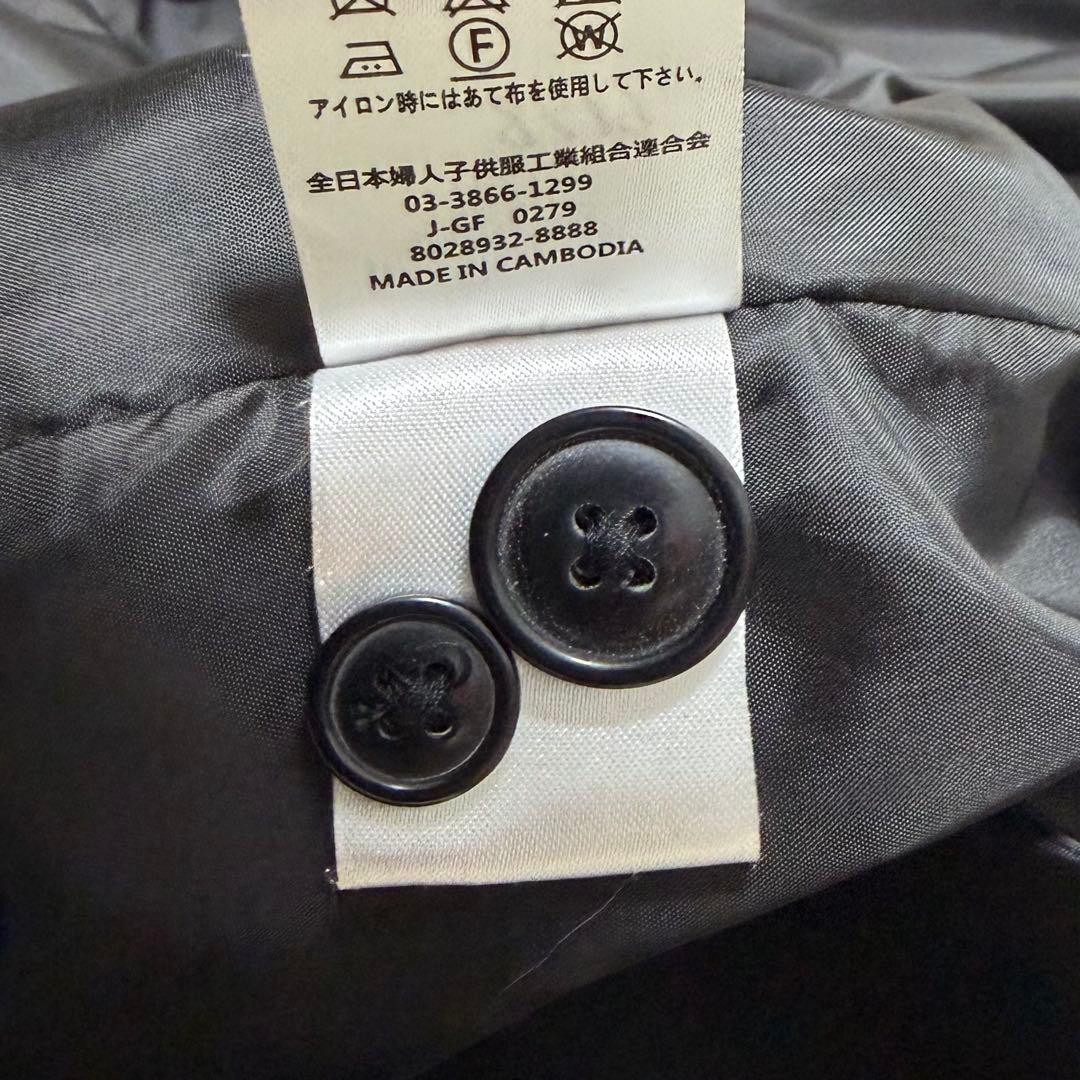 F
W
アイロン時にはあて布を使用して下さい。
全日本婦人子供服工業組合連合会
03-3866-1299
J-GF 0279
8028932-8888
MADE IN CAMBODIA